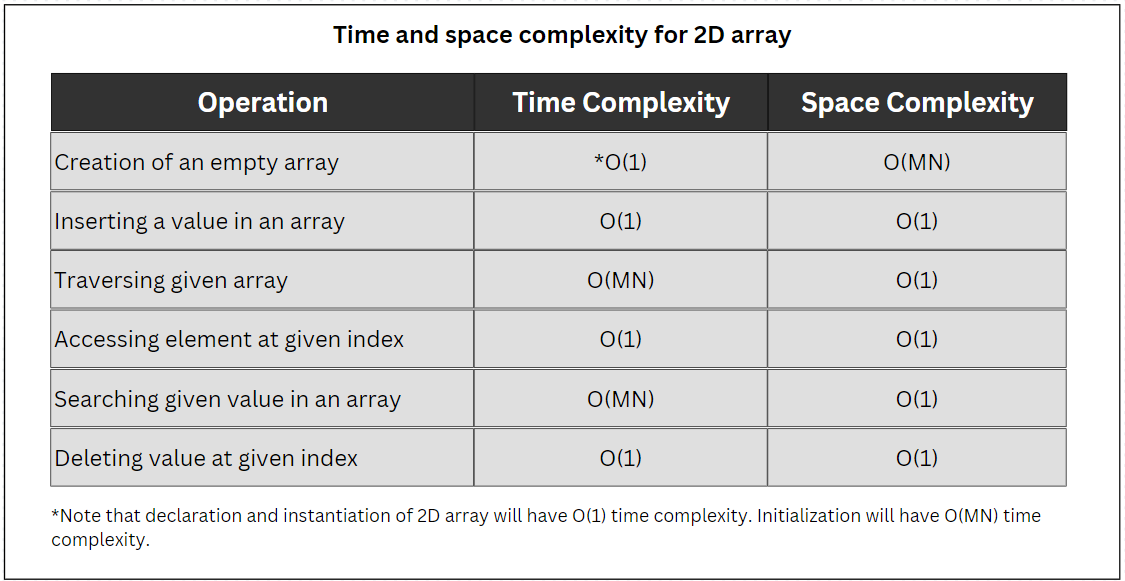 Time and space complexity for 2D array
Operation Time Complexity Space Complexity
Creation of an empty array *O(1) O(MN)
Inserting a value in an array O(1) O(1)
Traversing given array O(MN) O(1)
Accessing element at given index O(1) O(1)
Searching given value in an array O(MN) O(1)
Deleting value at given index O(1) O(1)
*Note that declaration and instantiation of 2D array will have O(1) time complexity. Initialization will have O(MN) time
complexity.